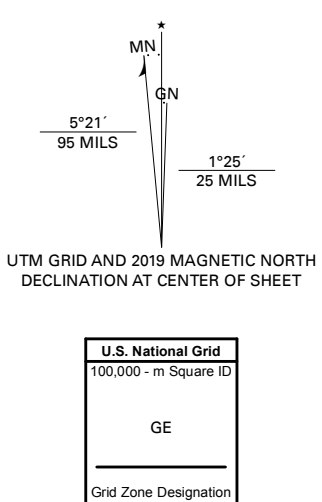 ★
MN
GN
5°21´
95 MILS
1°25´
25 MILS
UTM GRID AND 2019 MAGNETIC NORTH
DECLINATION AT CENTER OF SHEET
U.S. National Grid
100,000 - m Square ID
GE
Grid Zone Designation